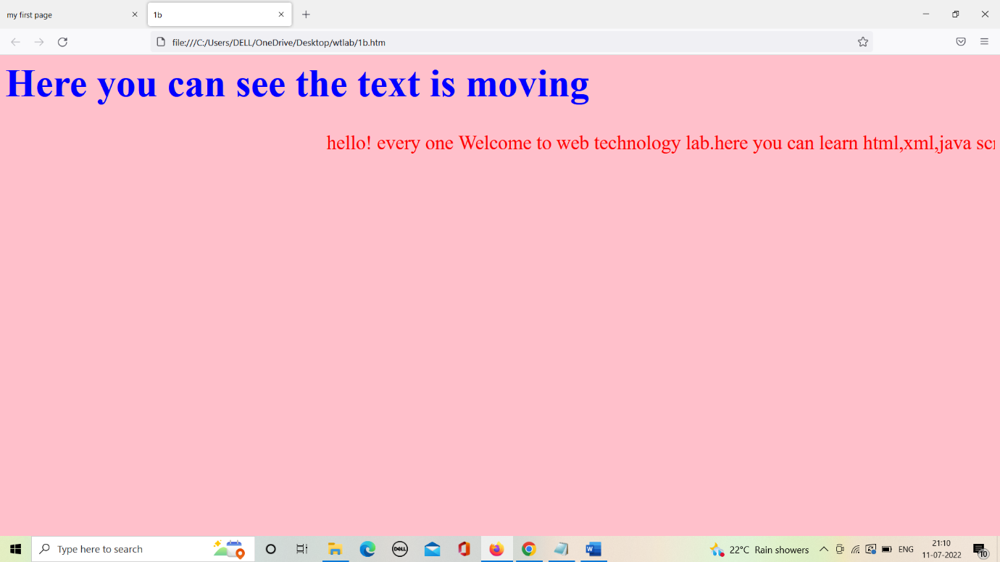 my first page
1b
file:///C:/Users/DELL/OneDrive/Desktop/wtlab/1b.htm
Here you can see the text is moving
hello! every one Welcome to web technology lab.here you can learn html,xml,java scr
Type here to search
DELL
W
22°C Rain showers
ENG
21:10
11-07-2022
10